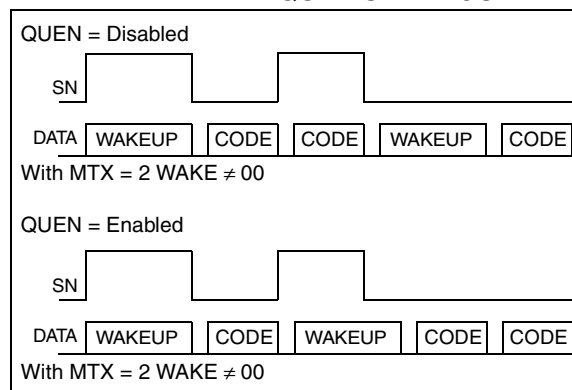 QUEN = Disabled
SN
DATA WAKEUP CODE CODE WAKEUP CODE
With MTX = 2 WAKE ≠ 00
QUEN = Enabled
SN
DATA WAKEUP CODE WAKEUP CODE CODE
With MTX = 2 WAKE ≠ 00